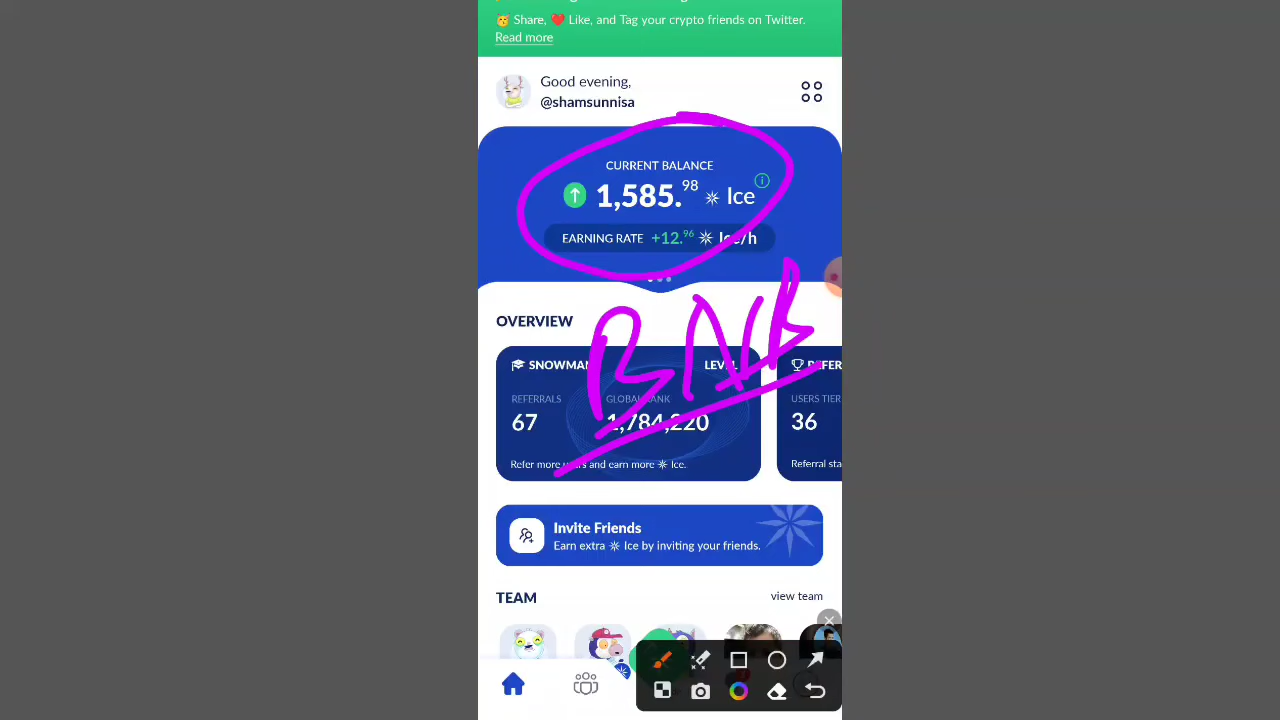 🥳 Share, ❤️ Like, and Tag your crypto friends on Twitter.
Read more
Good evening,
@shamsunnisa
CURRENT BALANCE
1,585.98 Ice
EARNING RATE +12.96 Ice/h
BNB
OVERVIEW
SNOWMAN LEVEL
REFERRALS GLOBAL RANK
67 1,784,220
Refer more users and earn more Ice.
USERS TIER
36
Invite Friends
Earn extra Ice by inviting your friends.
TEAM view team